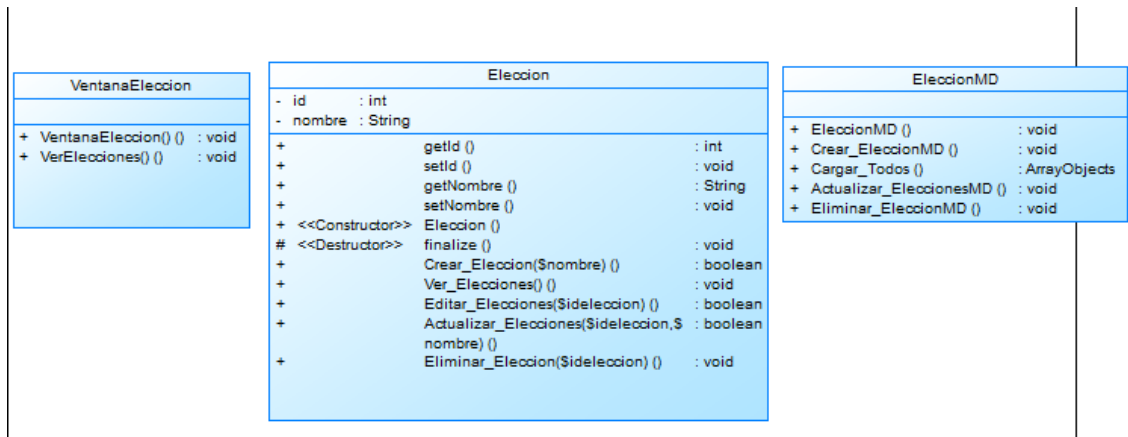 VentanaEleccion
+ VentanaEleccion() () : void
+ VerElecciones() () : void
Eleccion
- id : int
- nombre : String
+ getId () : int
+ setId () : void
+ getNombre () : String
+ setNombre () : void
+ <<Constructor>> Eleccion ()
# <<Destructor>> finalize () : void
+ Crear_Eleccion($nombre) () : boolean
+ Ver_Elecciones() () : void
+ Editar_Elecciones($ideleccion) () : boolean
+ Actualizar_Elecciones($ideleccion,$ : boolean
nombre) ()
+ Eliminar_Eleccion($ideleccion) () : void
EleccionMD
+ EleccionMD () : void
+ Crear_EleccionMD () : void
+ Cargar_Todos () : ArrayObjects
+ Actualizar_EleccionesMD () : void
+ Eliminar_EleccionMD () : void